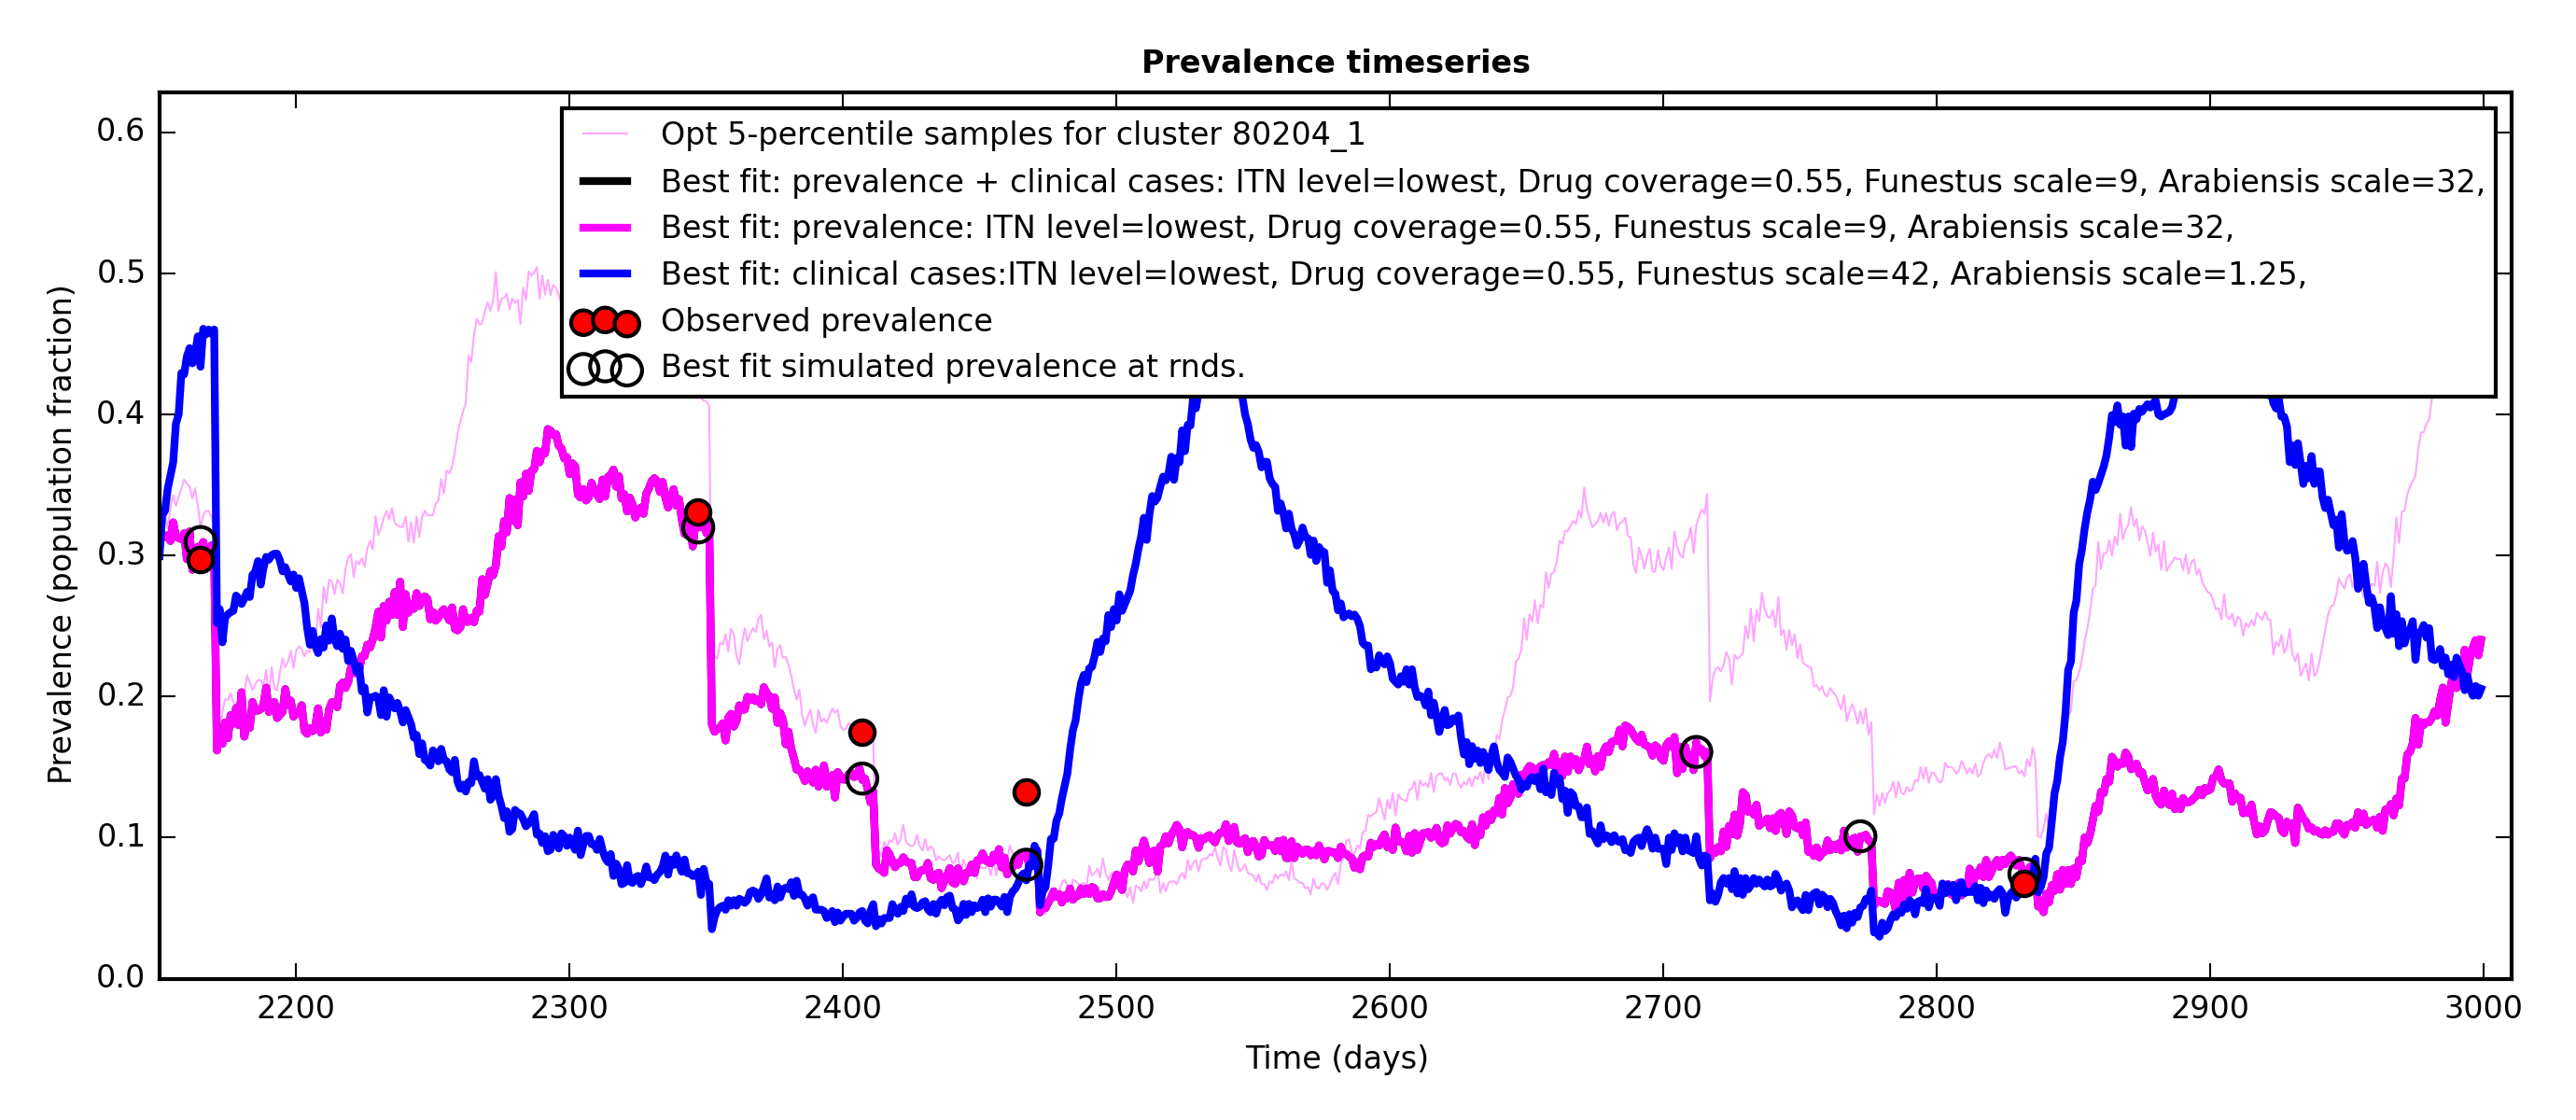 Prevalence timeseries
Opt 5-percentile samples for cluster 80204_1
Best fit: prevalence + clinical cases: ITN level=lowest, Drug coverage=0.55, Funestus scale=9, Arabiensis scale=32,
Best fit: prevalence: ITN level=lowest, Drug coverage=0.55, Funestus scale=9, Arabiensis scale=32,
Best fit: clinical cases:ITN level=lowest, Drug coverage=0.55, Funestus scale=42, Arabiensis scale=1.25,
Observed prevalence
Best fit simulated prevalence at rnds.
Prevalence (population fraction)
0.6
0.5
0.4
0.3
0.2
0.1
0.0
2200 2300 2400 2500 2600 2700 2800 2900 3000
Time (days)